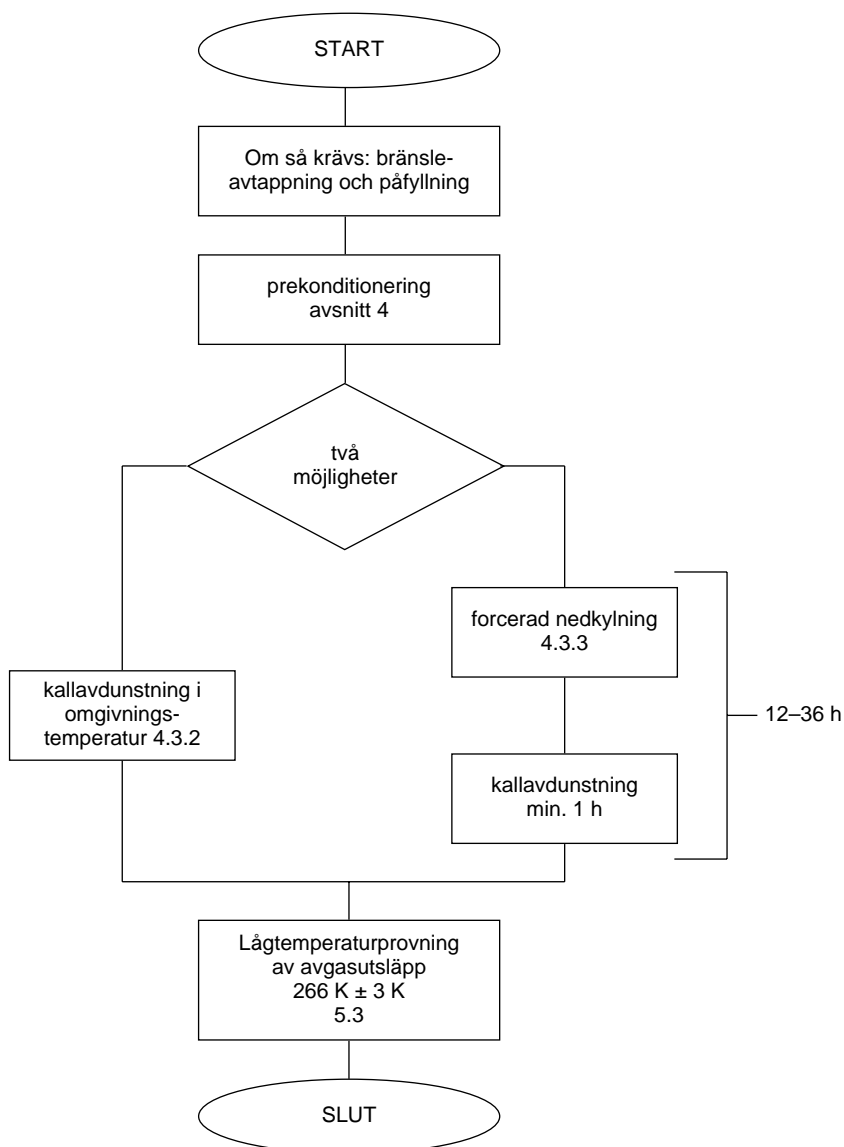 START
Om så krävs: bränsle-
avtappning och påfyllning
prekonditionering
avsnitt 4
två
möjligheter
kallavdunstning i
omgivnings-
temperatur 4.3.2
forcerad nedkylning
4.3.3
kallavdunstning
min. 1 h
12–36 h
Lågtemperaturprovning
av avgasutsläpp
266 K ± 3 K
5.3
SLUT